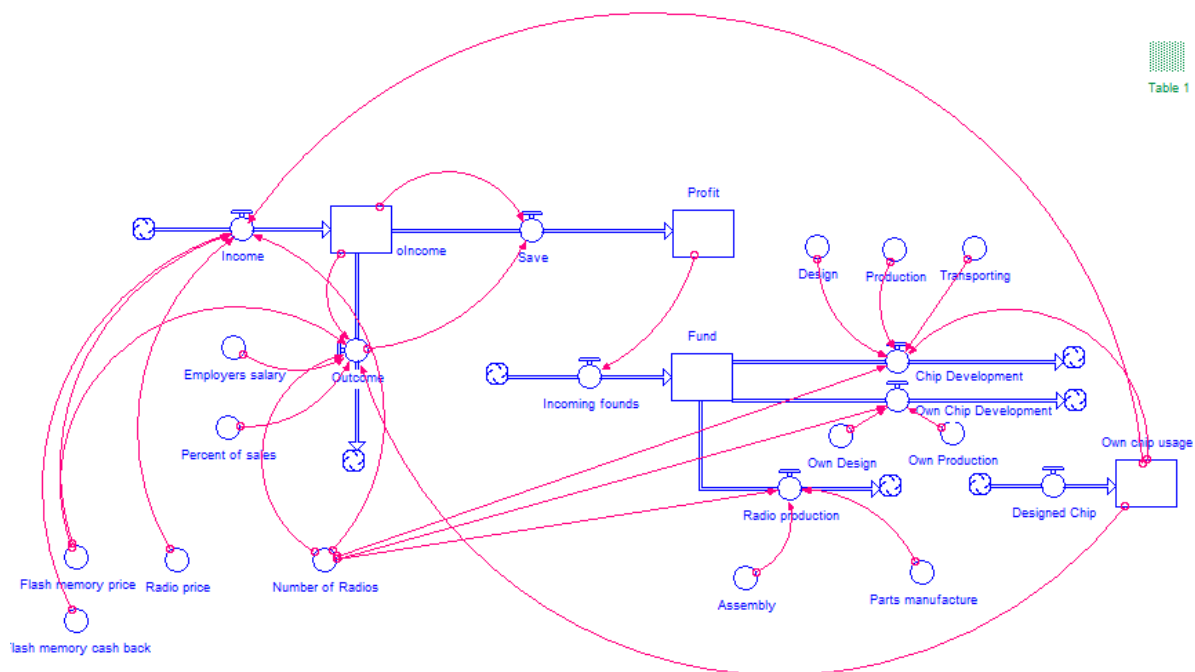 Table 1
Profit
Income
oIncome
Save
Design
Production
Transporting
Fund
Employers salary
Outcome
Incoming founds
Chip Development
Own Chip Development
Percent of sales
Own Design
Own Production
Own chip usage
Radio production
Designed Chip
Flash memory price
Radio price
Number of Radios
Assembly
Parts manufacture
lash memory cash back